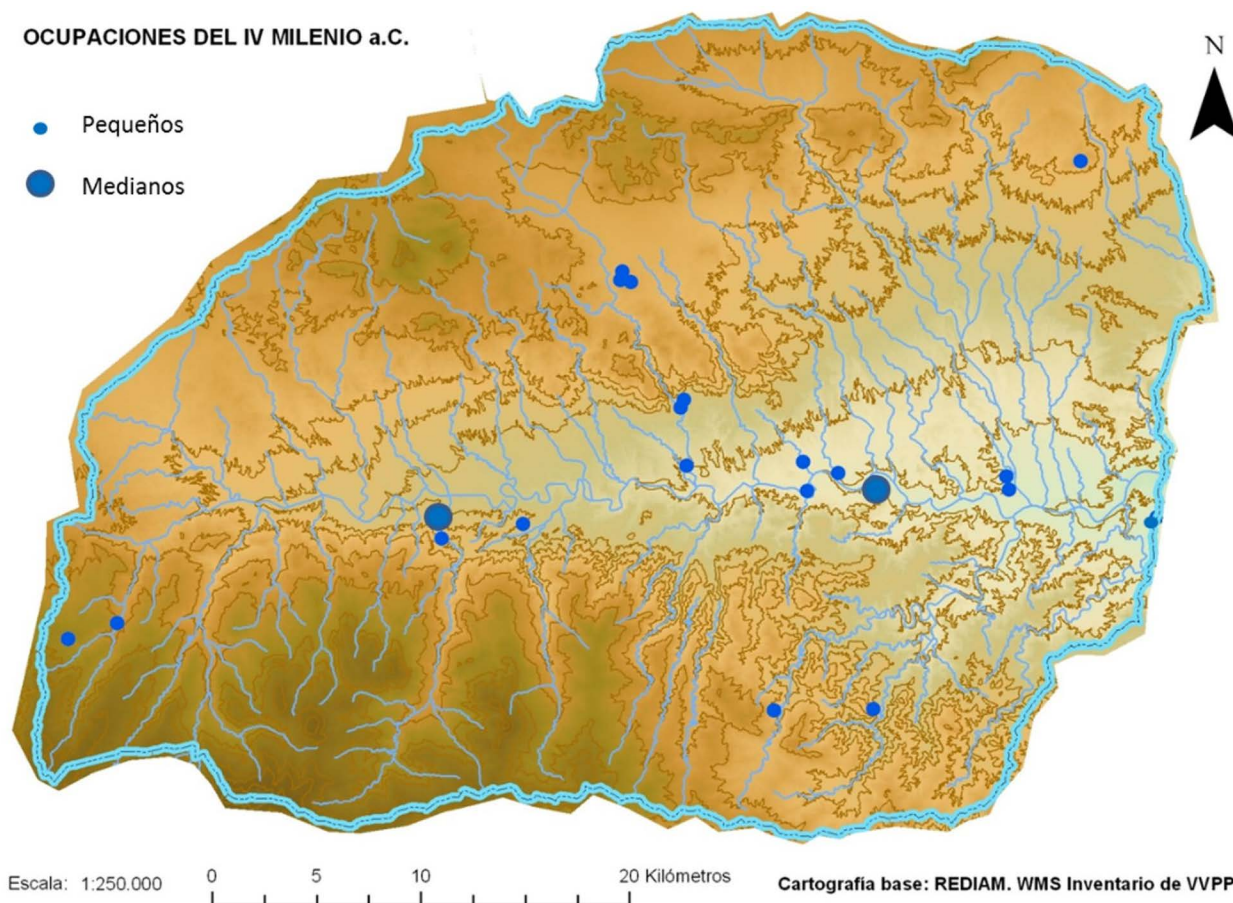 OCUPACIONES DEL IV MILENIO a.C.
N
Pequeños
Medianos
Escala: 1:250.000
0 5 10 20 Kilómetros
Cartografía base: REDIAM. WMS Inventario de VVPP